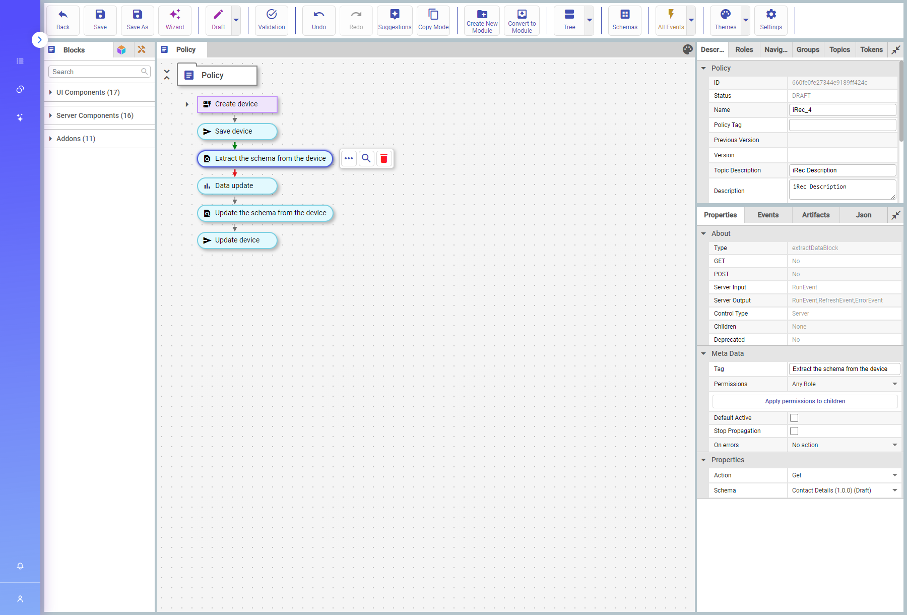 Back
Save
Save As
Wizard
Draft
Validation
Undo
Redo
Suggestions
Copy Mode
Create New Module
Convert to Module
Tree
Schemas
All Events
Themes
Settings
Blocks
Search
UI Components (17)
Server Components (16)
Addons (11)
Policy
Policy
Create device
Save device
Extract the schema from the device
Data update
Update the schema from the device
Update device
Descr... Roles Navig... Groups Topics Tokens
Policy
ID
Status DRAFT
Name iRec_4
Policy Tag
Previous Version
Version
Topic Description iRec Description
Description iRec Description
Properties Events Artifacts Json
About
Type extractDataBlock
GET No
POST No
Server Input RunEvent
Server Output RunEvent,RefreshEvent,ErrorEvent
Control Type Server
Children None
Deprecated No
Meta Data
Tag Extract the schema from the device
Permissions Any Role
Apply permissions to children
Default Active
Stop Propagation
On errors No action
Properties
Action Get
Schema Contact Details (1.0.0) (Draft)